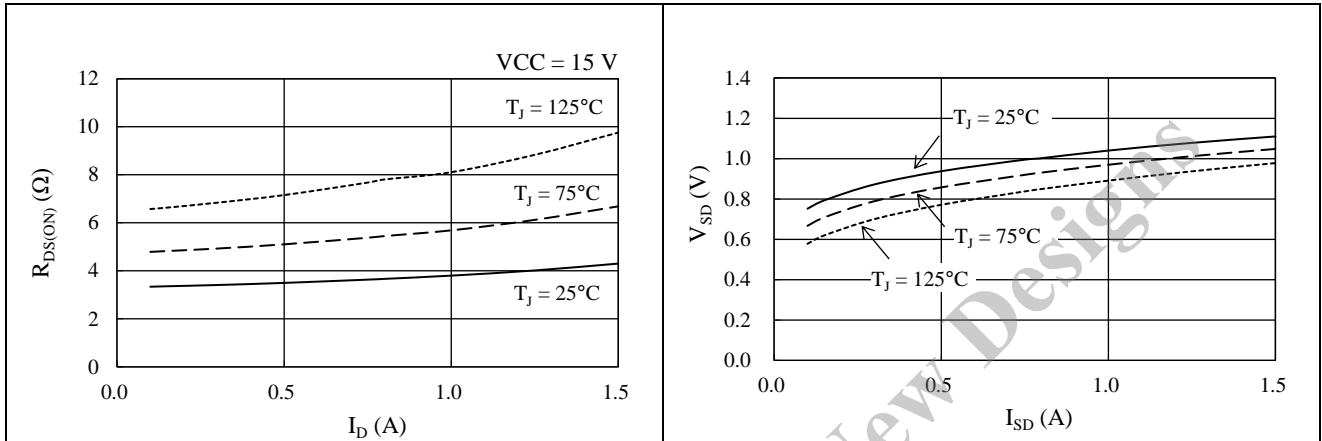 VCC = 15 V
12
10
8
6
4
2
0
0.0
0.5
1.0
1.5
R_DS(ON) (Ω)
I_D (A)
T_J = 125°C
T_J = 75°C
T_J = 25°C
1.4
1.2
1.0
0.8
0.6
0.4
0.2
0.0
0.0
0.5
1.0
1.5
V_SD (V)
I_SD (A)
T_J = 25°C
T_J = 75°C
T_J = 125°C
New Designs